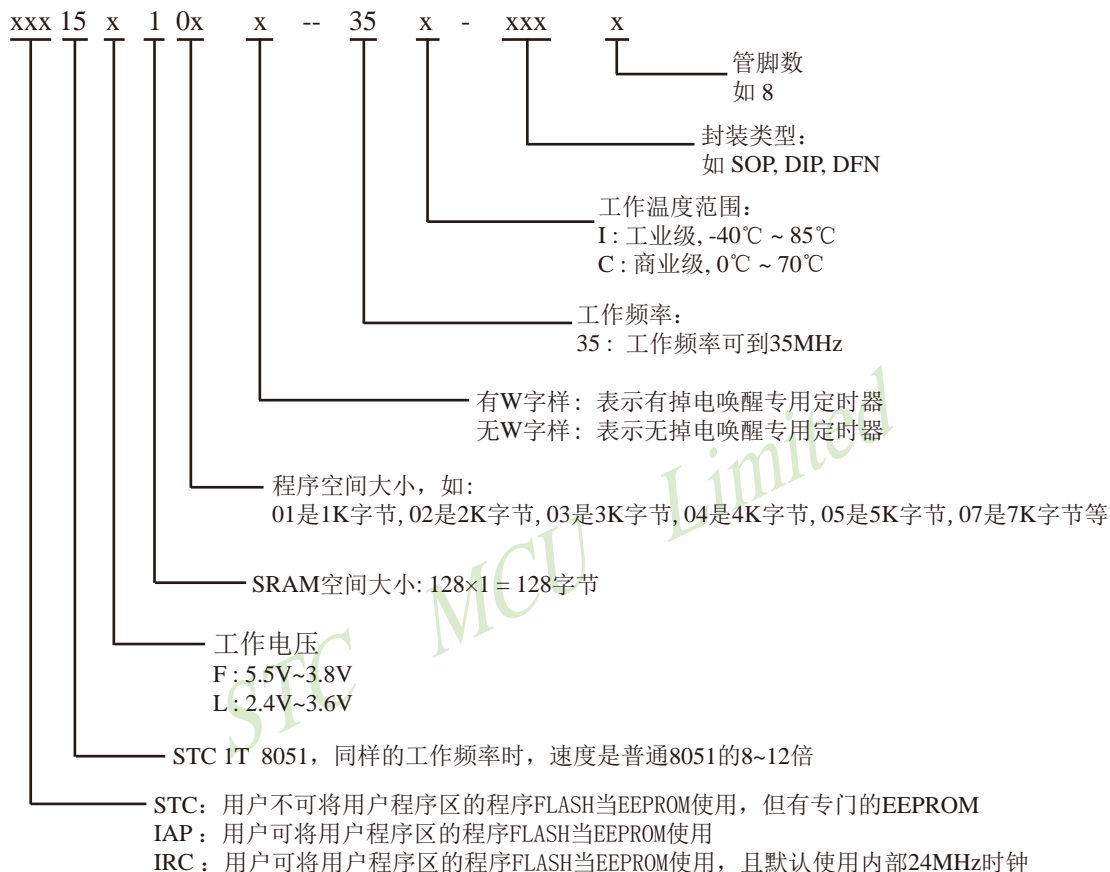 xxx 15 x 1 0x x -- 35 x - xxx x
管脚数
如 8
封装类型：
如 SOP, DIP, DFN
工作温度范围：
I : 工业级, -40℃ ~ 85℃
C : 商业级, 0℃ ~ 70℃
工作频率：
35 : 工作频率可到35MHz
有W字样：表示有掉电唤醒专用定时器
无W字样：表示无掉电唤醒专用定时器
程序空间大小，如:
01是1K字节, 02是2K字节, 03是3K字节, 04是4K字节, 05是5K字节, 07是7K字节等
SRAM空间大小: 128×1 = 128字节
工作电压
F : 5.5V~3.8V
L : 2.4V~3.6V
STC 1T 8051，同样的工作频率时，速度是普通8051的8~12倍
STC：用户不可将用户程序区的程序FLASH当EEPROM使用，但有专门的EEPROM
IAP：用户可将用户程序区的程序FLASH当EEPROM使用
IRC：用户可将用户程序区的程序FLASH当EEPROM使用，且默认使用内部24MHz时钟
STC MCU Limited